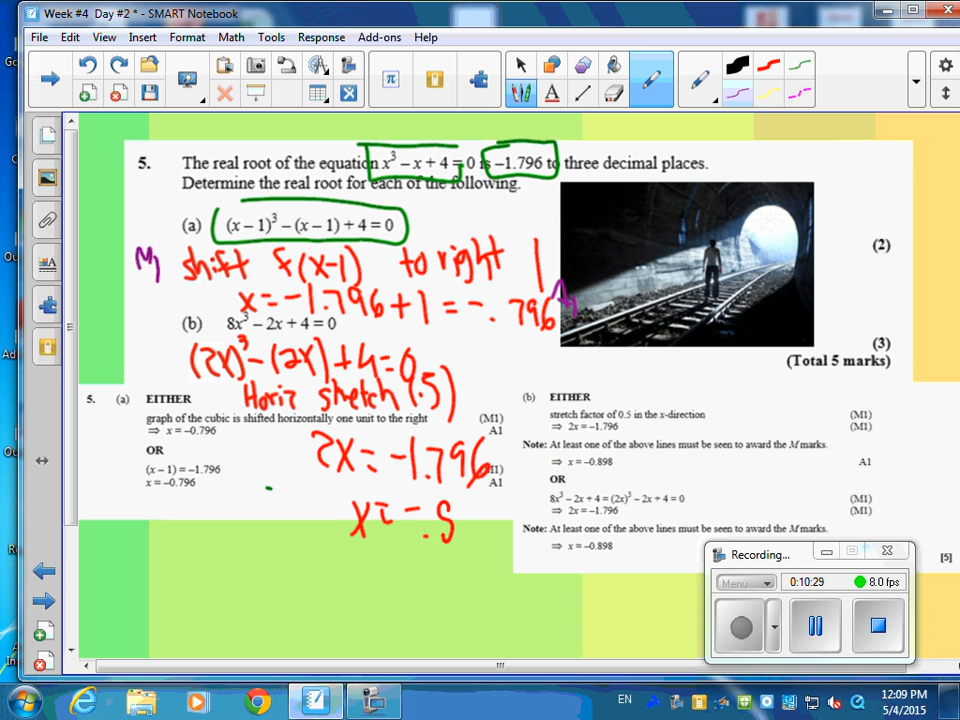 Week #4 Day #2 * - SMART Notebook
File Edit View Insert Format Math Tools Response Add-ons Help
π
A
5. The real root of the equation x³ – x + 4 = 0 is –1.796 to three decimal places.
Determine the real root for each of the following.
(a) (x – 1)³ – (x – 1) + 4 = 0
(2)
M1 shift f(x-1) to right 1
x = -1.796 + 1 = -.796 A1
(b) 8x³ – 2x + 4 = 0
(3)
(Total 5 marks)
(2x)³ - (2x) + 4 = 0
Horiz stretch (.5)
5. (a) EITHER
graph of the cubic is shifted horizontally one unit to the right (M1)
⇒ x = –0.796 A1
OR
(x – 1) = –1.796
x = –0.796 A1
2x = -1.796
x =
(b) EITHER
stretch factor of 0.5 in the x-direction (M1)
⇒ 2x = –1.796 (M1)
Note: At least one of the above lines must be seen to award the M marks.
⇒ x = –0.898 A1
OR
8x³ – 2x + 4 = (2x)³ – 2x + 4 = 0 (M1)
⇒ 2x = –1.796 (M1)
Note: At least one of the above lines must be seen to award the M marks.
⇒ x = –0.898
[5]
Recording...
Menu 0:10:29 8.0 fps
EN
12:09 PM
5/4/2015